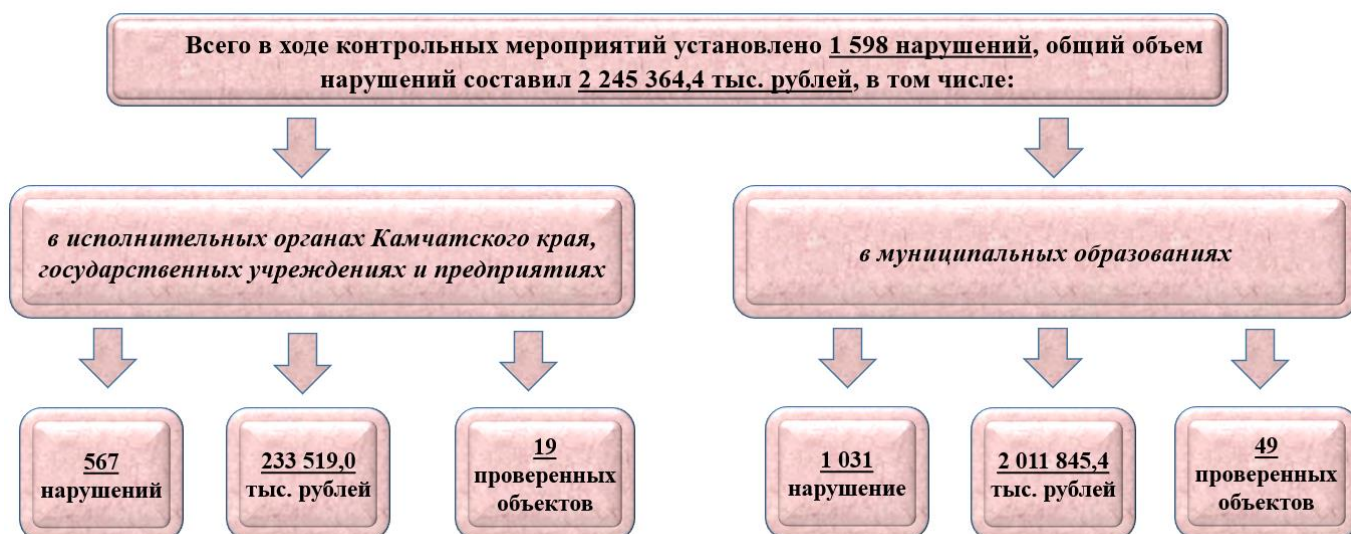 Всего в ходе контрольных мероприятий установлено 1 598 нарушений, общий объем
нарушений составил 2 245 364,4 тыс. рублей, в том числе:
в исполнительных органах Камчатского края,
государственных учреждениях и предприятиях
в муниципальных образованиях
567
нарушений
233 519,0
тыс. рублей
19
проверенных
объектов
1 031
нарушение
2 011 845,4
тыс. рублей
49
проверенных
объектов